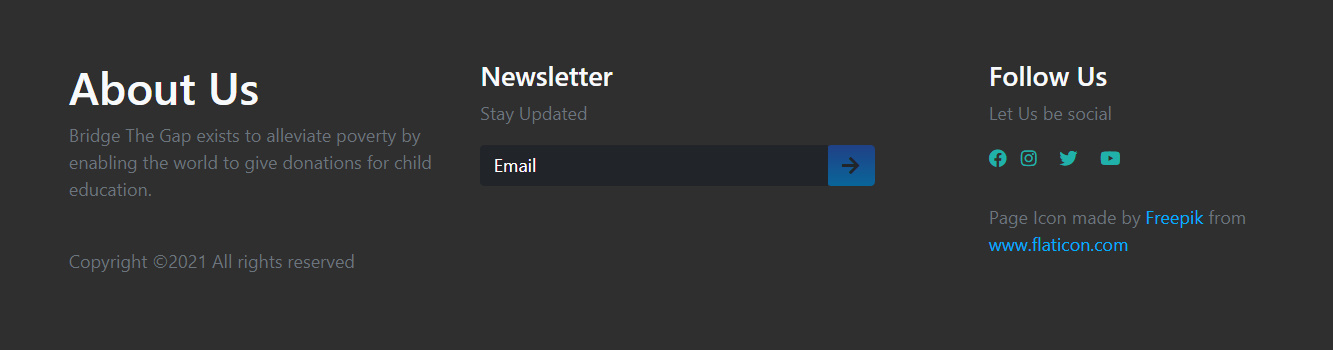 About Us
Bridge The Gap exists to alleviate poverty by
enabling the world to give donations for child
education.
Copyright ©2021 All rights reserved
Newsletter
Stay Updated
Email
Follow Us
Let Us be social
Page Icon made by Freepik from
www.flaticon.com